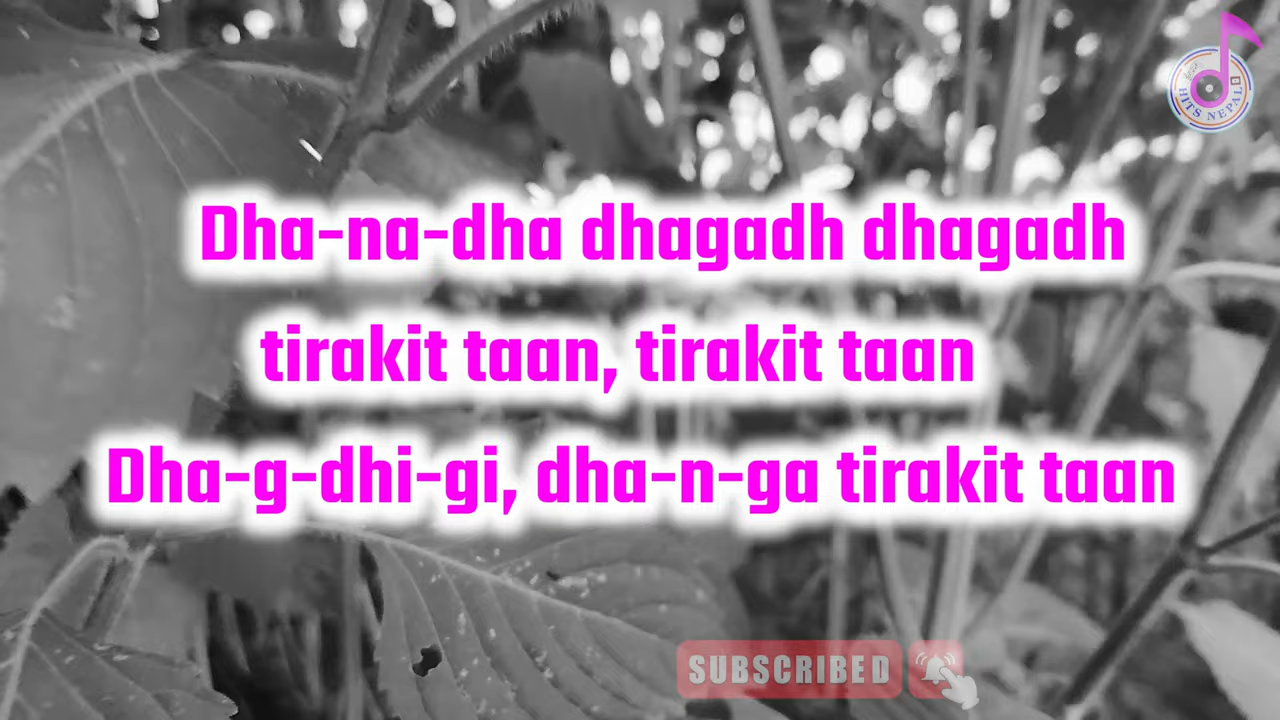 HITS NEPAL
Dha-na-dha dhagadh dhagadh
tirakit taan, tirakit taan
Dha-g-dhi-gi, dha-n-ga tirakit taan
SUBSCRIBED